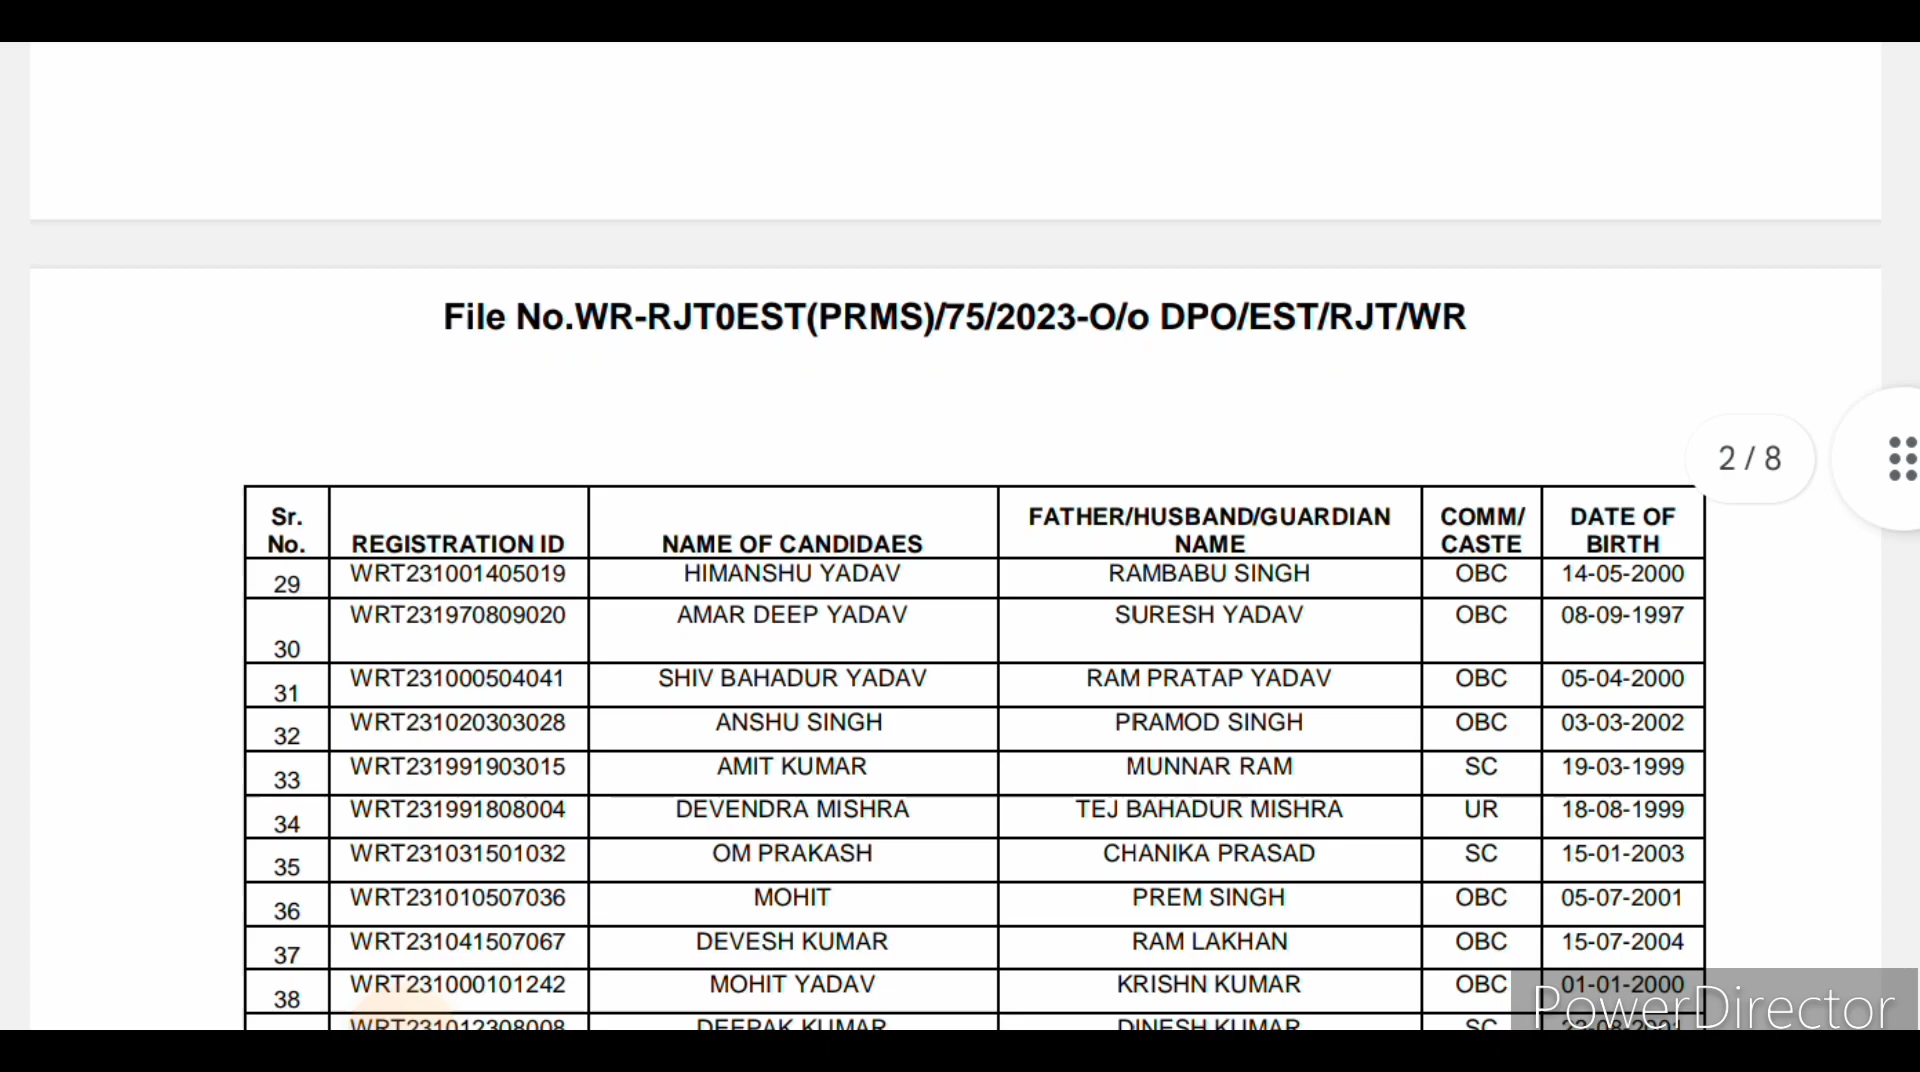 File No.WR-RJT0EST(PRMS)/75/2023-O/o DPO/EST/RJT/WR
2 / 8
Sr. No. REGISTRATION ID NAME OF CANDIDAES FATHER/HUSBAND/GUARDIAN NAME COMM/ CASTE DATE OF BIRTH
29 WRT231001405019 HIMANSHU YADAV RAMBABU SINGH OBC 14-05-2000
30 WRT231970809020 AMAR DEEP YADAV SURESH YADAV OBC 08-09-1997
31 WRT231000504041 SHIV BAHADUR YADAV RAM PRATAP YADAV OBC 05-04-2000
32 WRT231020303028 ANSHU SINGH PRAMOD SINGH OBC 03-03-2002
33 WRT231991903015 AMIT KUMAR MUNNAR RAM SC 19-03-1999
34 WRT231991808004 DEVENDRA MISHRA TEJ BAHADUR MISHRA UR 18-08-1999
35 WRT231031501032 OM PRAKASH CHANIKA PRASAD SC 15-01-2003
36 WRT231010507036 MOHIT PREM SINGH OBC 05-07-2001
37 WRT231041507067 DEVESH KUMAR RAM LAKHAN OBC 15-07-2004
38 WRT231000101242 MOHIT YADAV KRISHN KUMAR OBC 01-01-2000
WRT231012308008 DEEPAK KUMAR DINESH KUMAR SC
PowerDirector